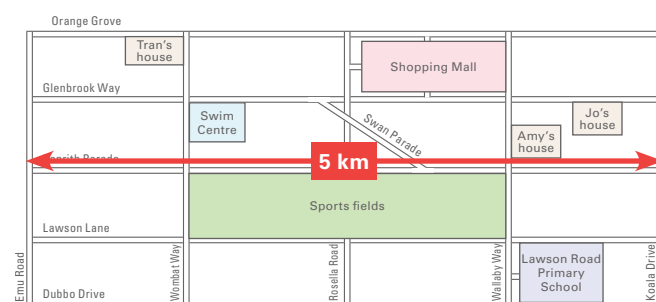 Orange Grove
Tran's
house
Shopping Mall
Glenbrook Way
Swim
Centre
Swan Parade
Jo's
house
Amy's
house
Parade
5 km
Sports fields
Lawson Lane
Emu Road
Wombat Way
Rosella Road
Wallaby Way
Koala Drive
Lawson Road
Primary
School
Dubbo Drive